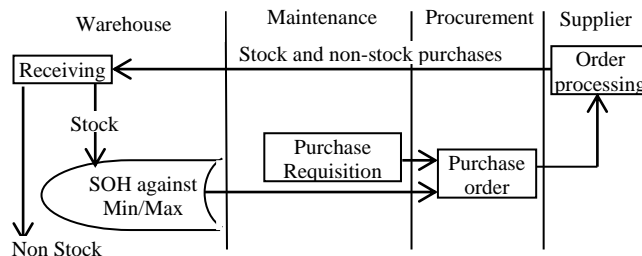 Warehouse
Maintenance
Procurement
Supplier
Stock and non-stock purchases
Receiving
Order
processing
Stock
Purchase
Requisition
Purchase
order
SOH against
Min/Max
Non Stock